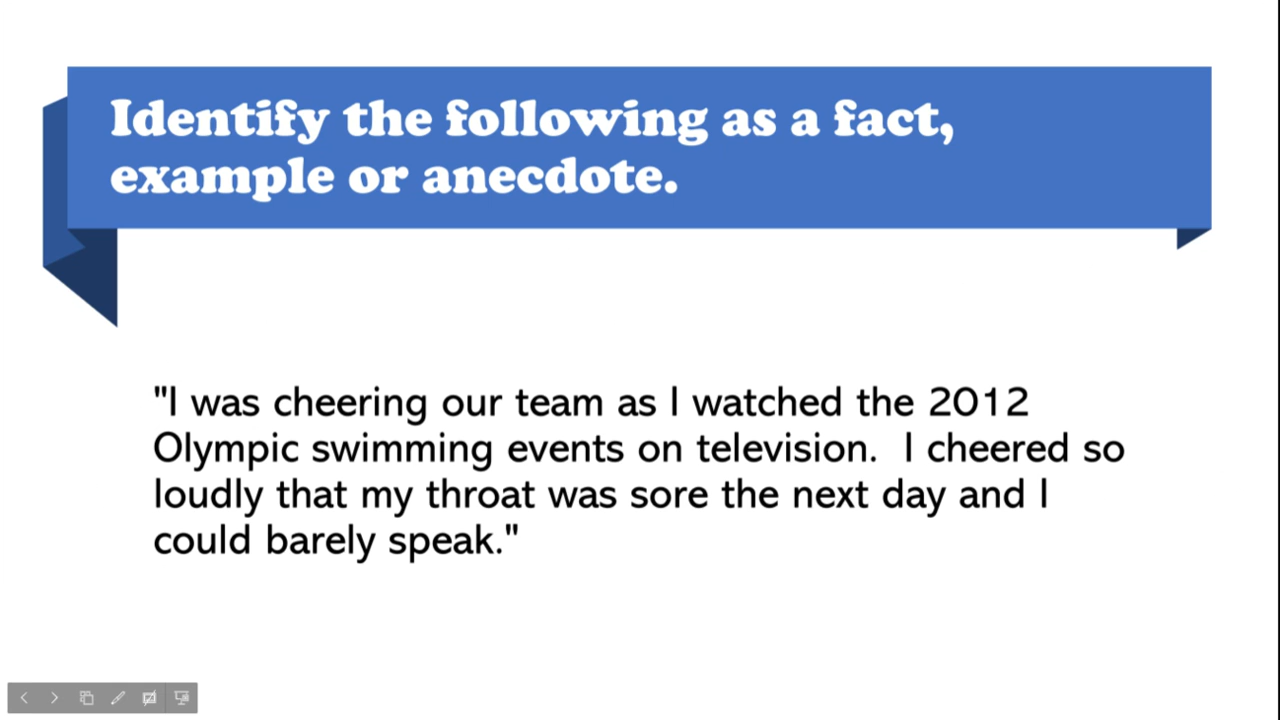 Identify the following as a fact,
example or anecdote.
"I was cheering our team as I watched the 2012
Olympic swimming events on television.  I cheered so
loudly that my throat was sore the next day and I
could barely speak."